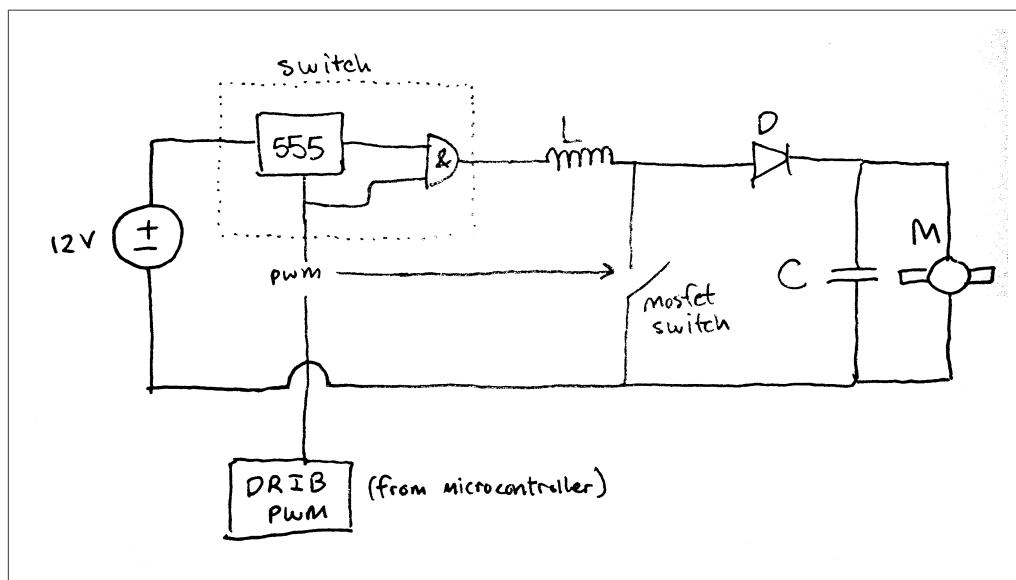 switch
555
&
L
D
12V
+
−
pwm
mosfet
switch
C
M
DRIB
PWM
(from microcontroller)